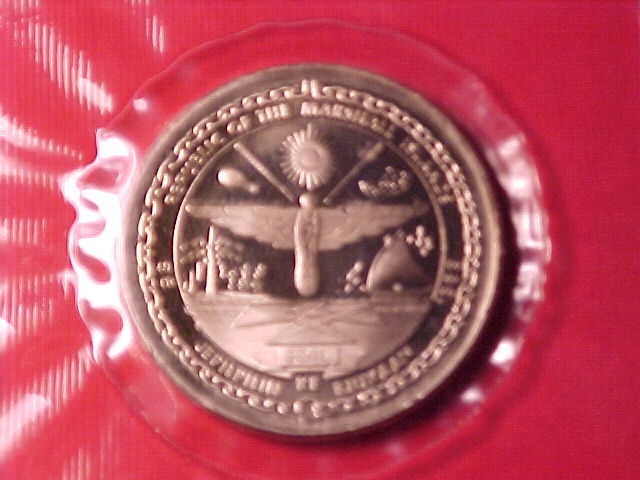 REPUBLIC OF THE MARSHALL ISLANDS
JEPILPILIN KE EJUKAAN